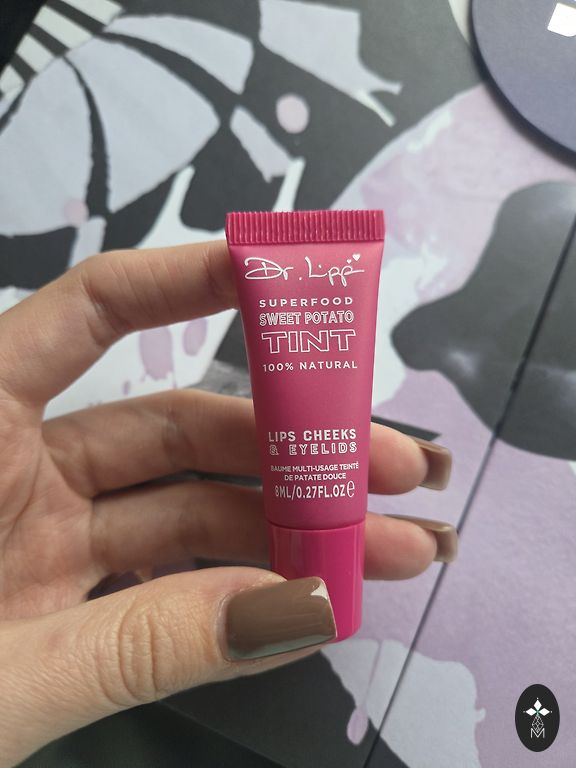 Dr. Lipp
SUPERFOOD
SWEET POTATO
TINT
100% NATURAL
LIPS CHEEKS
& EYELIDS
BAUME MULTI-USAGE TEINTÉ
DE PATATE DOUCE
8ML/0.27FL.OZ℮
M